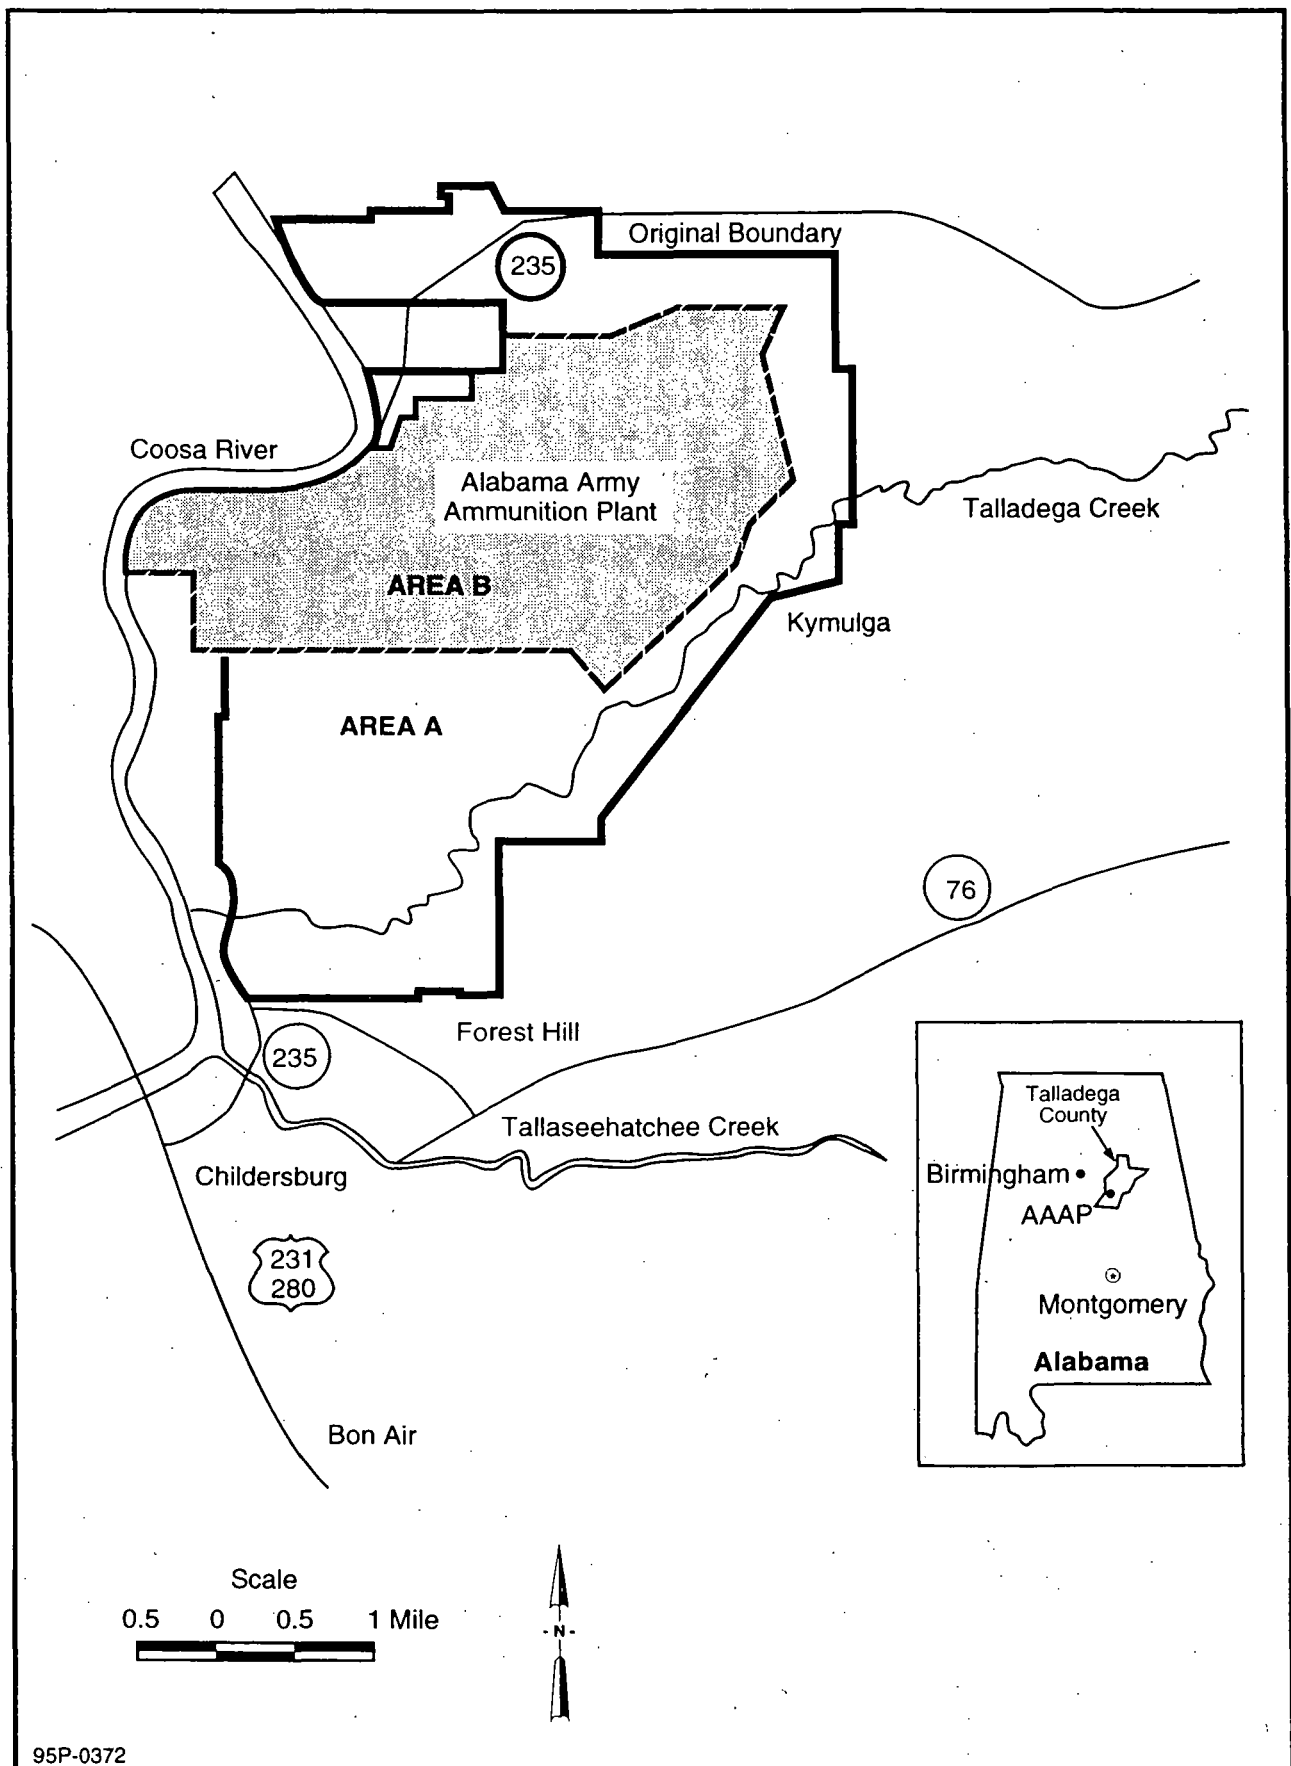 Original Boundary
235
Coosa River
Alabama Army
Ammunition Plant
Talladega Creek
AREA B
Kymulga
AREA A
76
Forest Hill
235
Tallaseehatchee Creek
Childersburg
231
280
Bon Air
Talladega
County
Birmingham
AAAP
Montgomery
Alabama
Scale
0.5 0 0.5 1 Mile
- N -
95P-0372